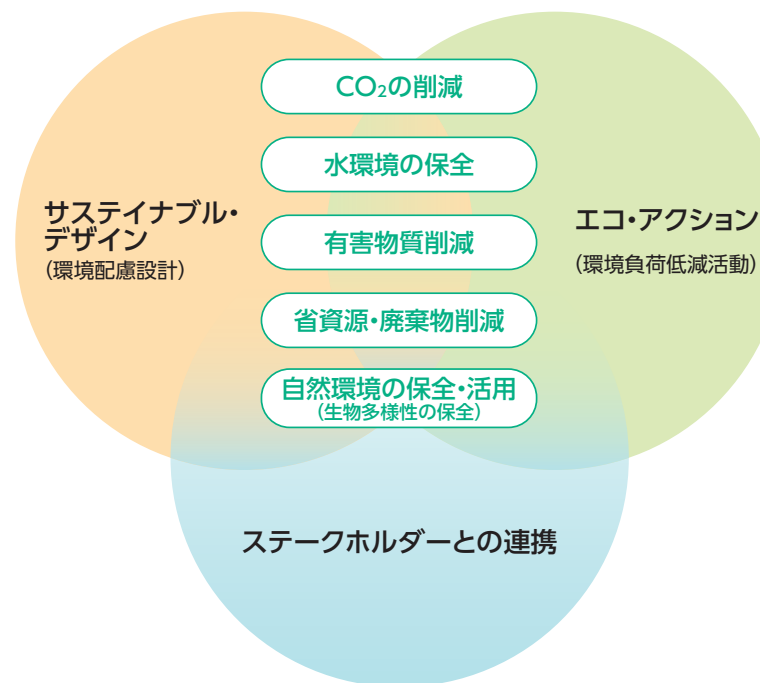 CO₂の削減
水環境の保全
サステイナブル・
デザイン
(環境配慮設計)
有害物質削減
エコ・アクション
(環境負荷低減活動)
省資源・廃棄物削減
自然環境の保全・活用
(生物多様性の保全)
ステークホルダーとの連携